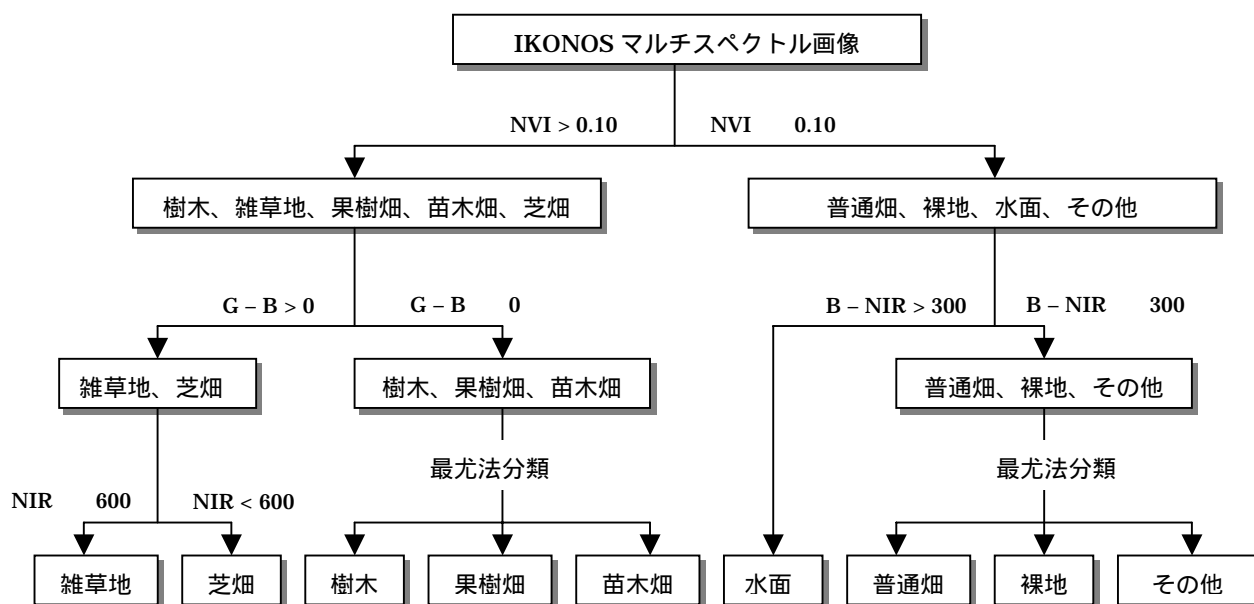 IKONOS マルチスペクトル画像
NVI > 0.10
NVI 0.10
樹木、雑草地、果樹畑、苗木畑、芝畑
普通畑、裸地、水面、その他
G – B > 0
G – B 0
B – NIR > 300
B – NIR 300
雑草地、芝畑
樹木、果樹畑、苗木畑
普通畑、裸地、その他
最尤法分類
最尤法分類
NIR 600
NIR < 600
雑草地
芝畑
樹木
果樹畑
苗木畑
水面
普通畑
裸地
その他